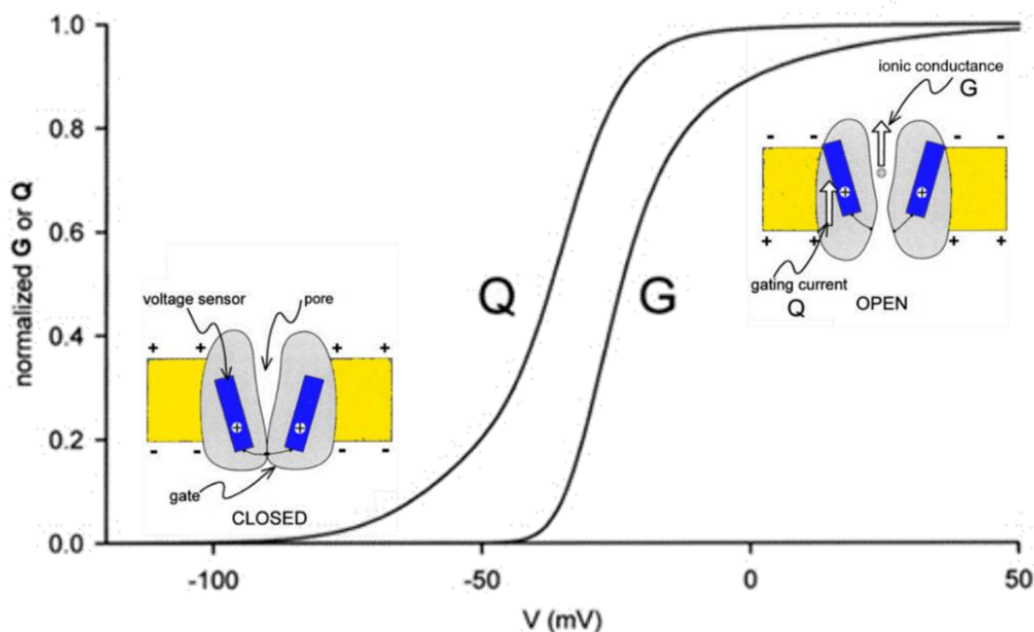 1.0
0.8
0.6
0.4
0.2
0.0
normalized G or Q
-100
-50
0
50
V (mV)
Q
G
voltage sensor
pore
+ +
+ +
- -
- -
gate
CLOSED
ionic conductance
G
- -
- -
+ +
+ +
gating current
Q
OPEN